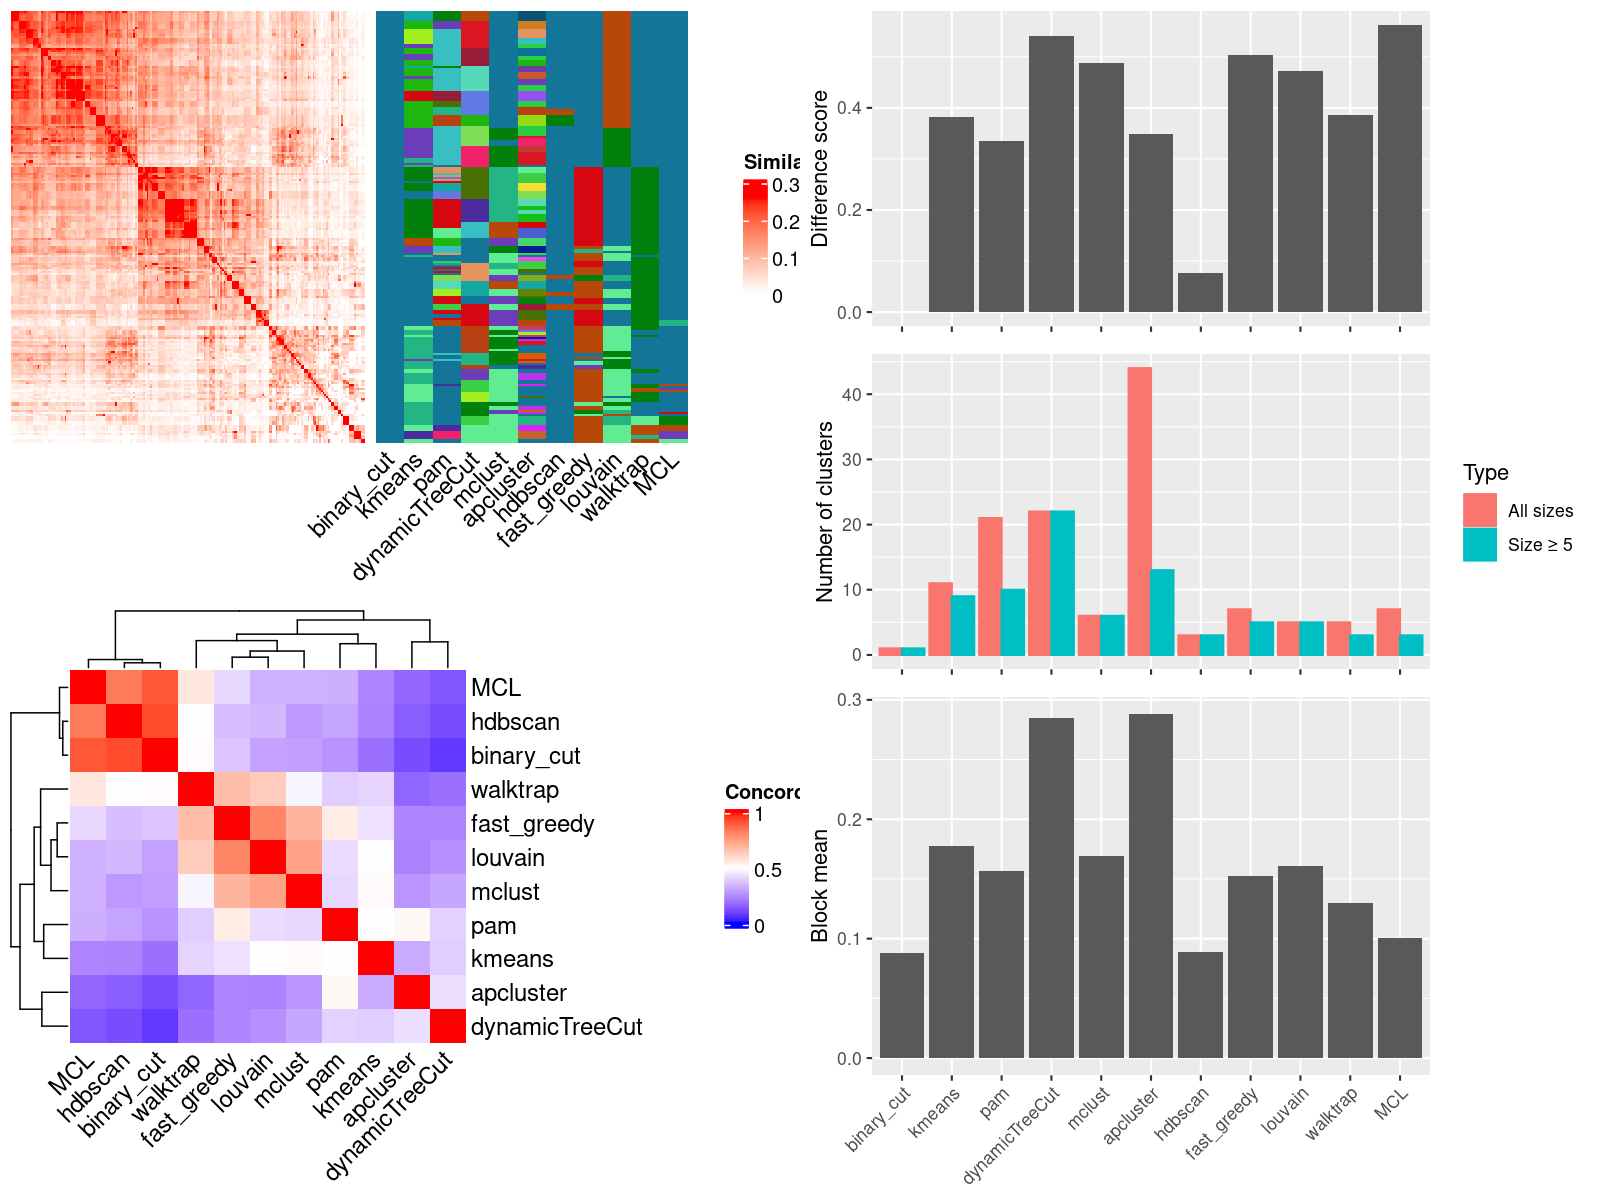 Simila
0.3
0.2
0.1
0
binary_cut
kmeans
pam
dynamicTreeCut
mclust
apcluster
hdbscan
fast_greedy
louvain
walktrap
MCL
MCL
hdbscan
binary_cut
walktrap
fast_greedy
louvain
mclust
pam
kmeans
apcluster
dynamicTreeCut
Concord
1
0.5
0
MCL
hdbscan
binary_cut
walktrap
fast_greedy
louvain
mclust
pam
kmeans
apcluster
dynamicTreeCut
Difference score
0.4
0.2
0.0
Number of clusters
40
30
20
10
0
Type
All sizes
Size ≥ 5
Block mean
0.3
0.2
0.1
0.0
binary_cut
kmeans
pam
dynamicTreeCut
mclust
apcluster
hdbscan
fast_greedy
louvain
walktrap
MCL